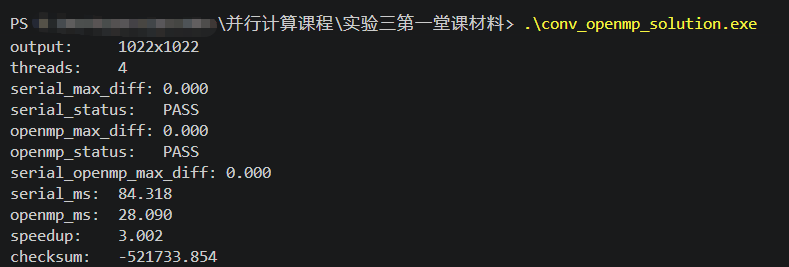 PS \并行计算课程\实验三第一堂课材料> .\conv_openmp_solution.exe
output: 1022x1022
threads: 4
serial_max_diff: 0.000
serial_status: PASS
openmp_max_diff: 0.000
openmp_status: PASS
serial_openmp_max_diff: 0.000
serial_ms: 84.318
openmp_ms: 28.090
speedup: 3.002
checksum: -521733.854